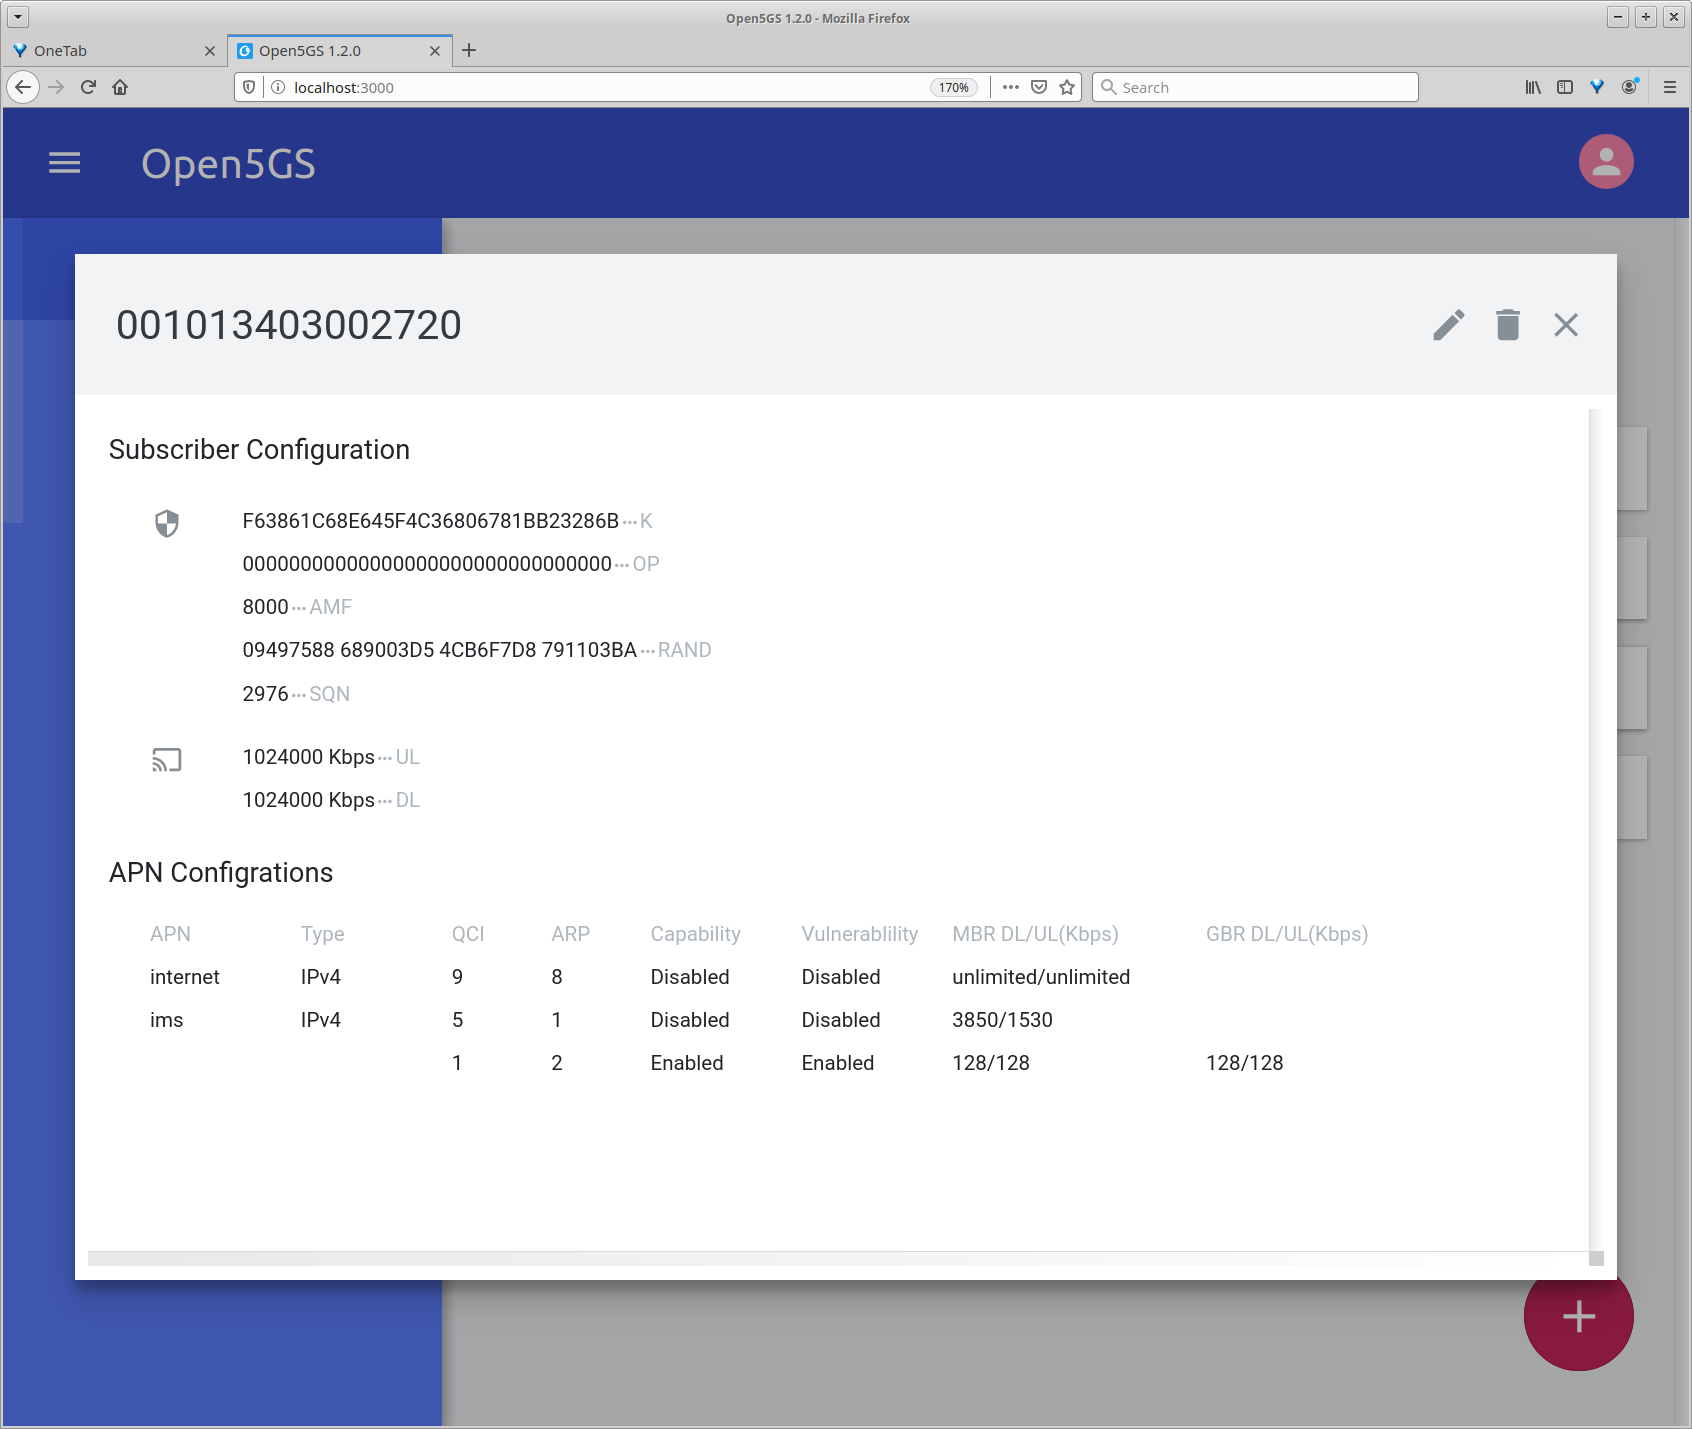 Open5GS 1.2.0 - Mozilla Firefox
OneTab
Open5GS 1.2.0
localhost:3000
170%
Search
Open5GS
001013403002720
Subscriber Configuration
F63861C68E645F4C36806781BB23286B ••• K
00000000000000000000000000000000 ••• OP
8000 ••• AMF
09497588 689003D5 4CB6F7D8 791103BA ••• RAND
2976 ••• SQN
1024000 Kbps ••• UL
1024000 Kbps ••• DL
APN Configrations
APN Type QCI ARP Capability Vulnerablility MBR DL/UL(Kbps) GBR DL/UL(Kbps)
internet IPv4 9 8 Disabled Disabled unlimited/unlimited
ims IPv4 5 1 Disabled Disabled 3850/1530
1 2 Enabled Enabled 128/128 128/128